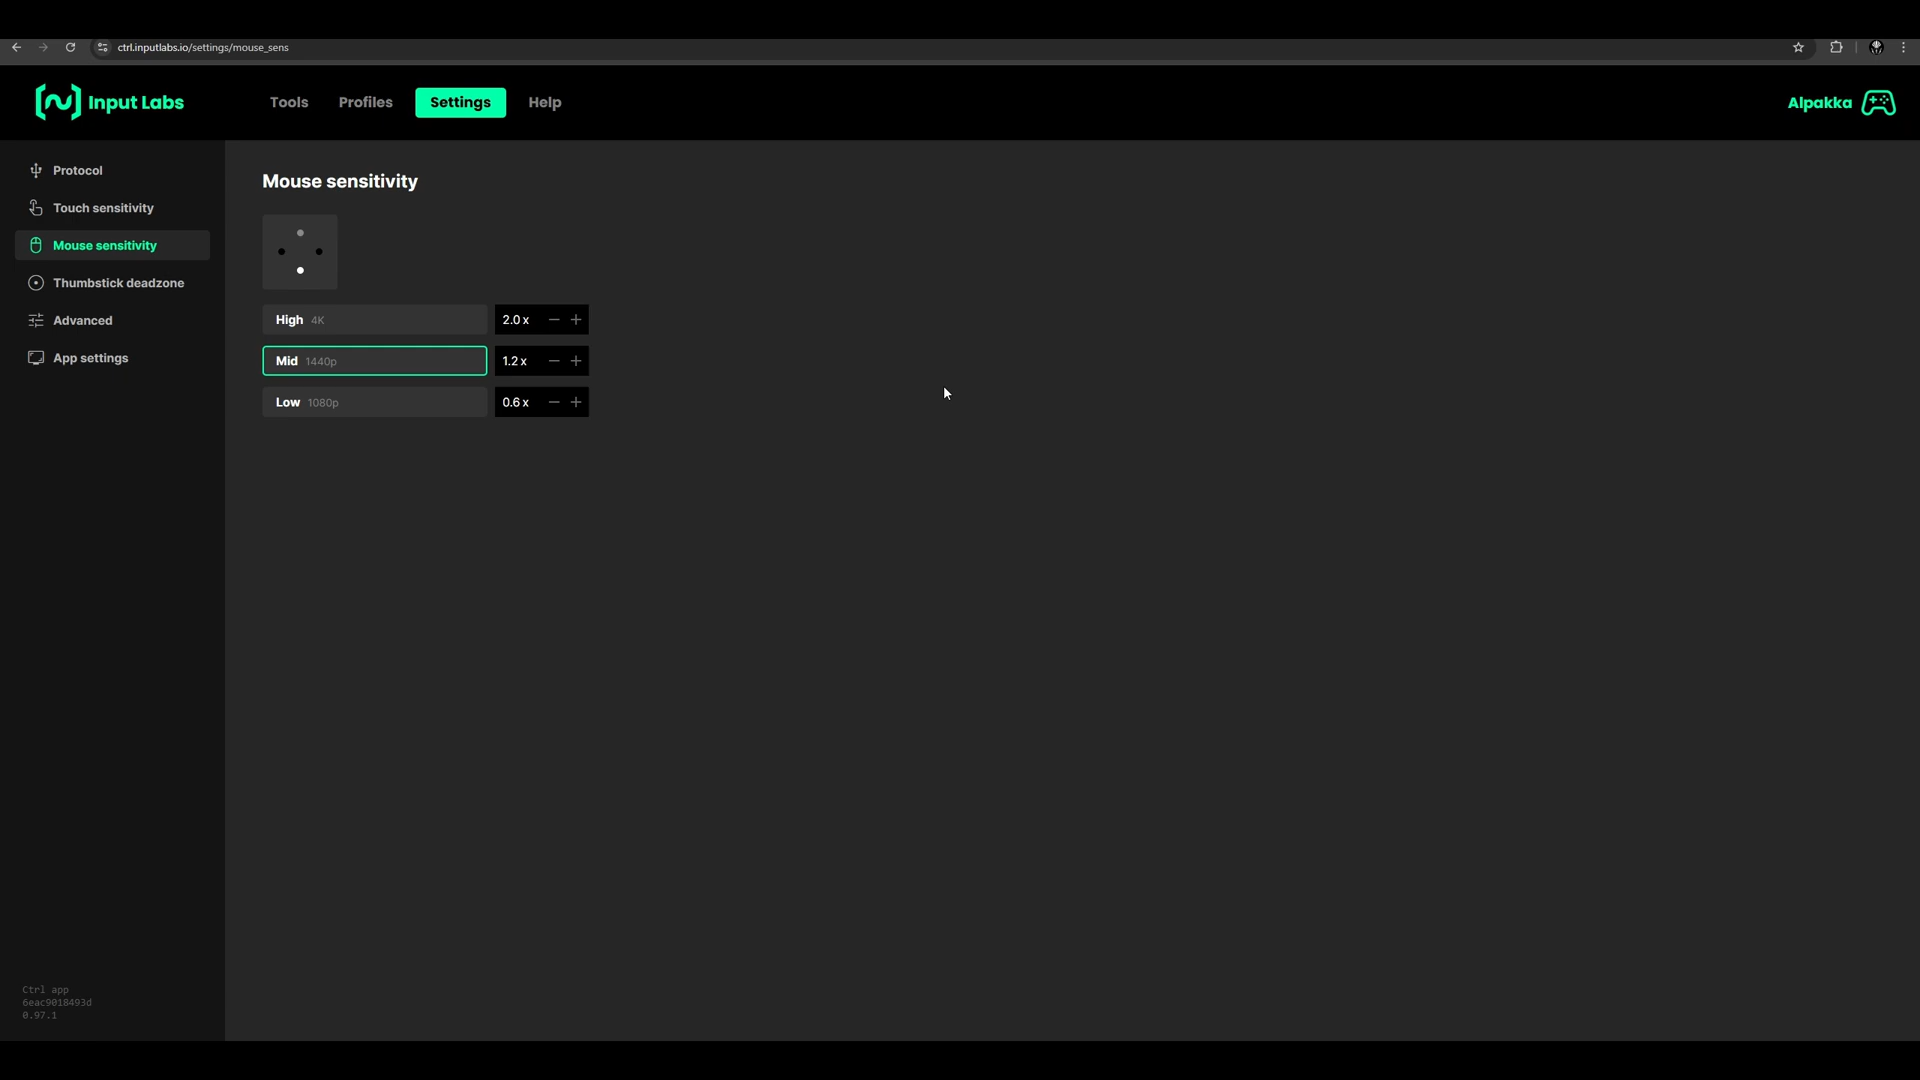 ctrl.inputlabs.io/settings/mouse_sens
Input Labs
Tools
Profiles
Settings
Help
Alpakka
Protocol
Touch sensitivity
Mouse sensitivity
Thumbstick deadzone
Advanced
App settings
Mouse sensitivity
High 4K 2.0 x
Mid 1440p 1.2 x
Low 1080p 0.6 x
Ctrl app
6eac9018493d
0.97.1